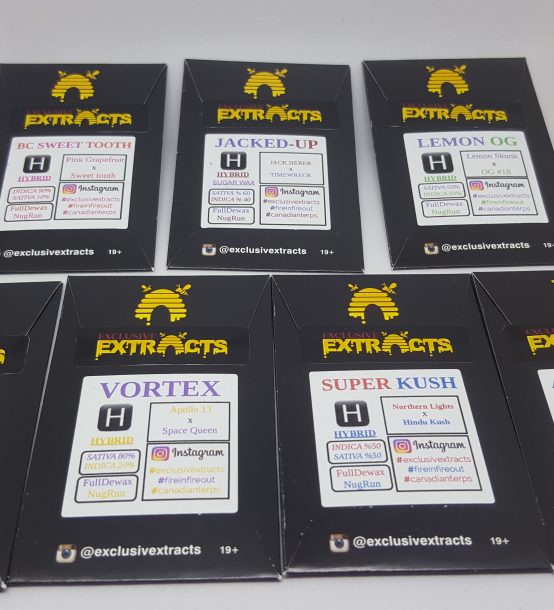 EXCLUSIVE
EXTRACTS
BC SWEET TOOTH
H
HYBRID
Pink Grapefruit
x
Sweet tooth
INDICA 90%
SATIVA 10%
FullDewax
NugRun
Instagram
#exclusivextracts
#fireinfireout
#canadianterps
@exclusivextracts 19+
EXCLUSIVE
EXTRACTS
JACKED-UP
H
HYBRID
SUGAR WAX
JACK HERER
x
TIMEWRECK
SATIVA % 60
INDICA % 40
FullDewax
NugRun
Instagram
#exclusivextracts
#fireinfireout
#canadianterps
@exclusivextracts 19+
EXCLUSIVE
EXTRACTS
LEMON OG
H
HYBRID
Lemon Skunk
x
OG #18
SATIVA 50%
INDICA 50%
FullDewax
NugRun
Instagram
#exclusivextracts
#fireinfireout
#canadianterps
@exclusivextracts 19+
EXCLUSIVE
EXTRACTS
VORTEX
H
HYBRID
Apollo 13
x
Space Queen
SATIVA 80%
INDICA 20%
FullDewax
NugRun
Instagram
#exclusivextracts
#fireinfireout
#canadianterps
@exclusivextracts 19+
EXCLUSIVE
EXTRACTS
SUPER KUSH
H
HYBRID
Northern Lights
x
Hindu Kush
INDICA %50
SATIVA %50
FullDewax
NugRun
Instagram
#exclusivextracts
#fireinfireout
#canadianterps
@exclusivextracts 19+